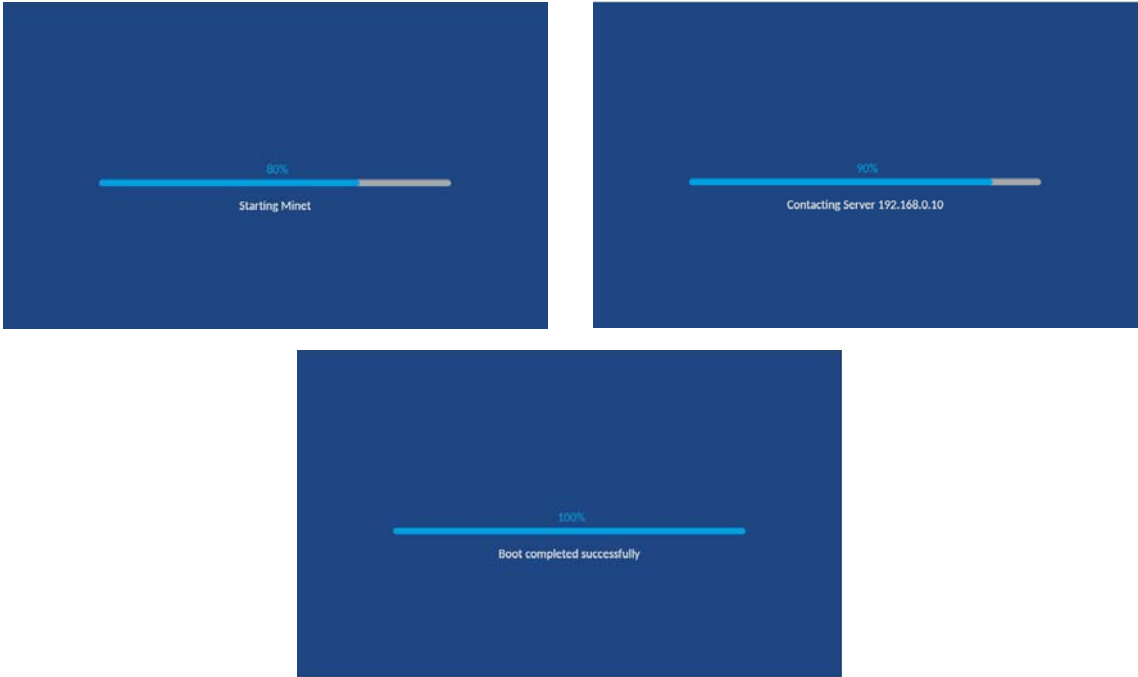 80%
Starting Minet
90%
Contacting Server 192.168.0.10
100%
Boot completed successfully